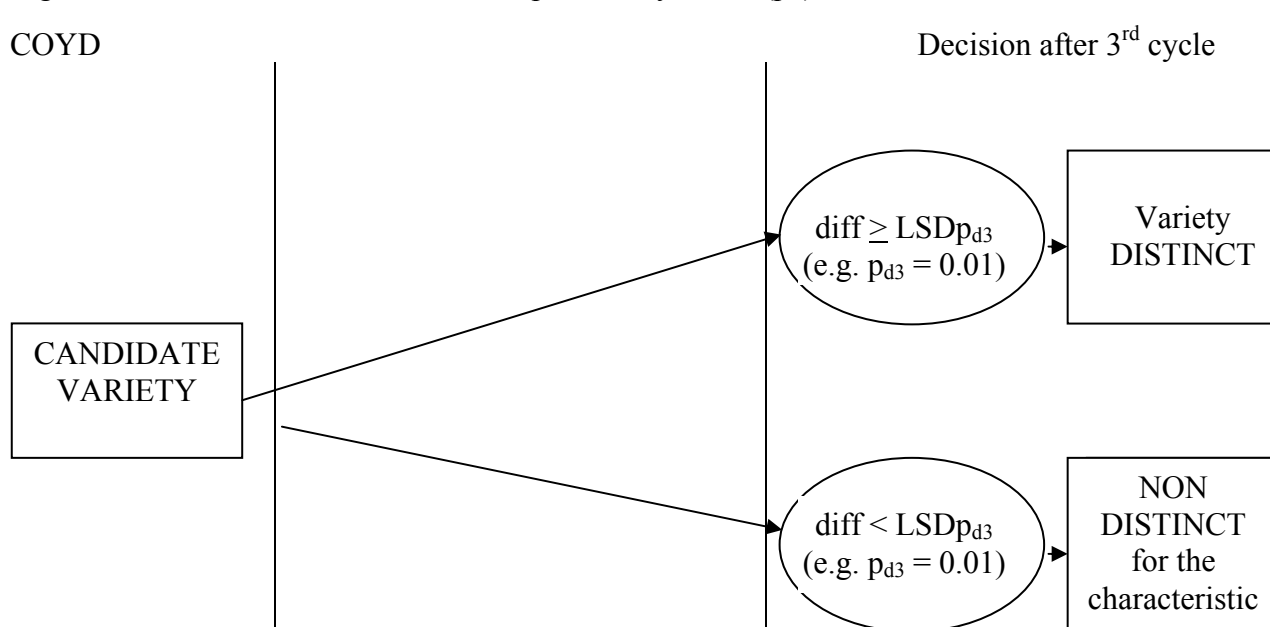 COYD
Decision after 3rd cycle
diff ≥ LSDpd3
(e.g. pd3 = 0.01)
Variety
DISTINCT
CANDIDATE
VARIETY
diff < LSDpd3
(e.g. pd3 = 0.01)
NON
DISTINCT
for the
characteristic